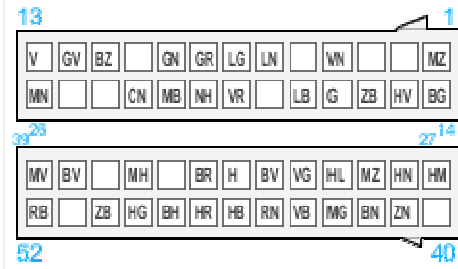 13 1
V GV BZ GN GR LG LN WN MZ
MN CN MB NH VR LB G ZB HV BG
39 26 27 14
MV BV MH BR H BV VG HL MZ HN HM
RB ZB HG BH HR HB RN VB MG BN ZN
52 40